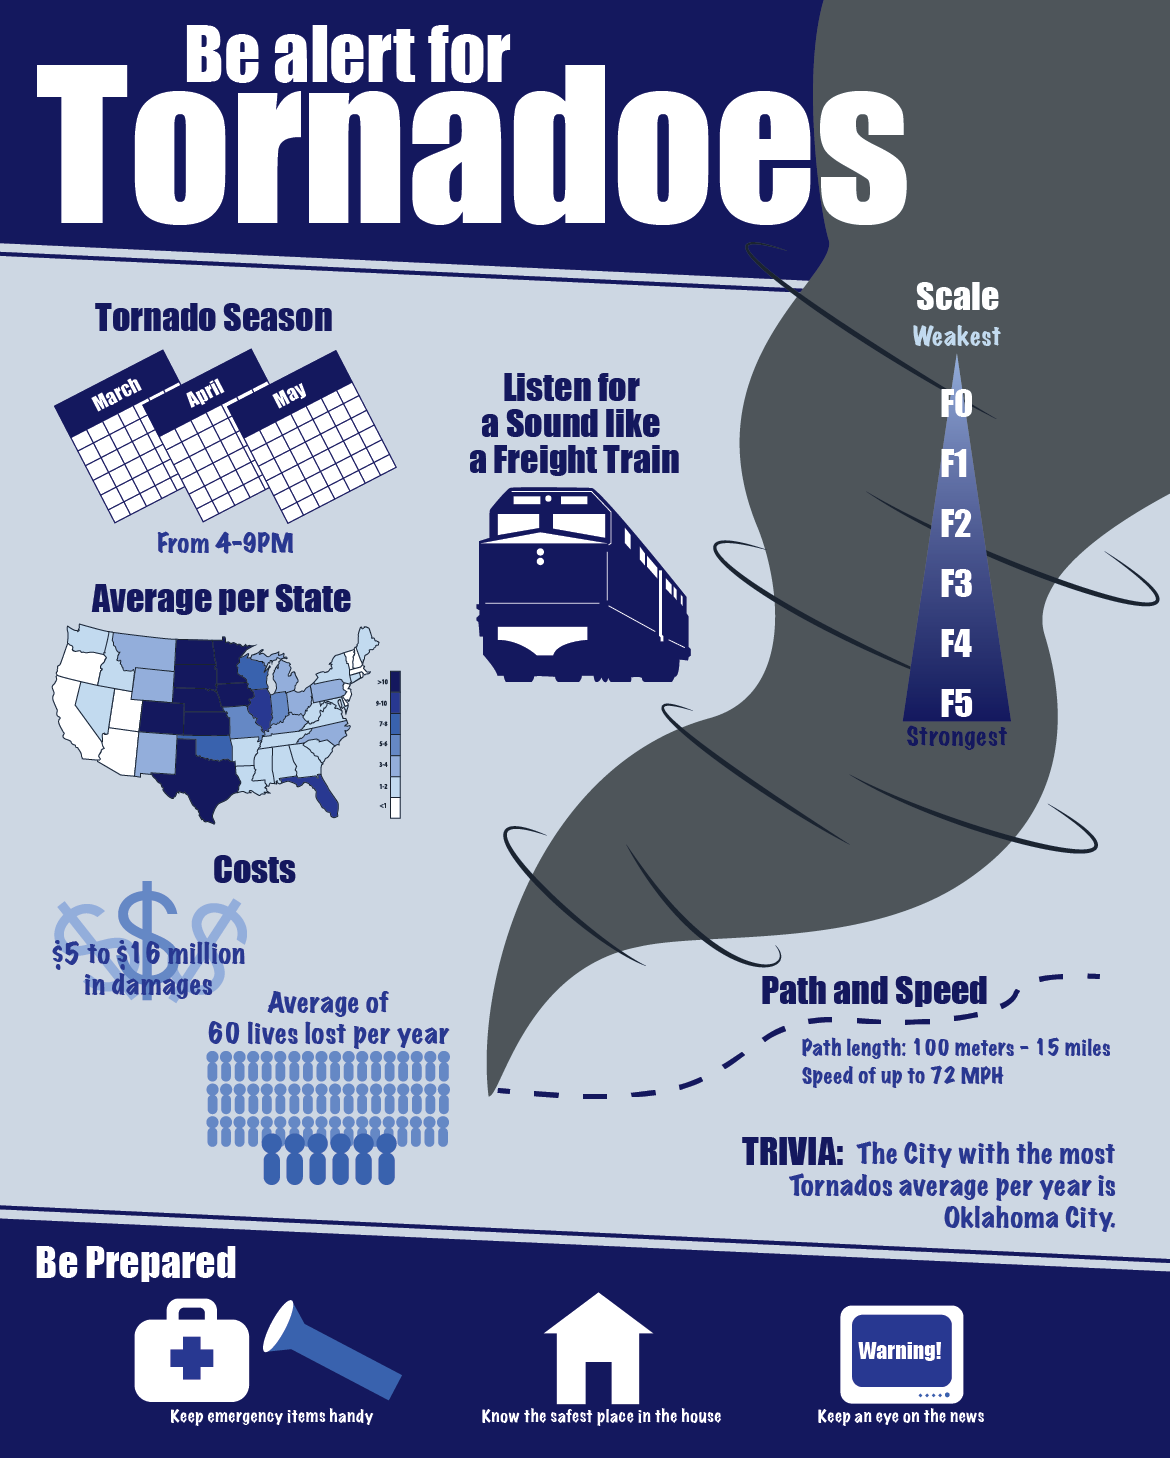 Be alert for
Tornadoes
Tornado Season
March
April
May
From 4-9PM
Listen for
a Sound like
a Freight Train
Scale
Weakest
F0
F1
F2
F3
F4
F5
Strongest
Average per State
>10
9-10
7-8
5-6
3-4
1-2
<1
Costs
$5 to $16 million
in damages
Average of
60 lives lost per year
Path and Speed
Path length: 100 meters - 15 miles
Speed of up to 72 MPH
TRIVIA: The City with the most
Tornados average per year is
Oklahoma City.
Be Prepared
Keep emergency items handy
Know the safest place in the house
Warning!
Keep an eye on the news